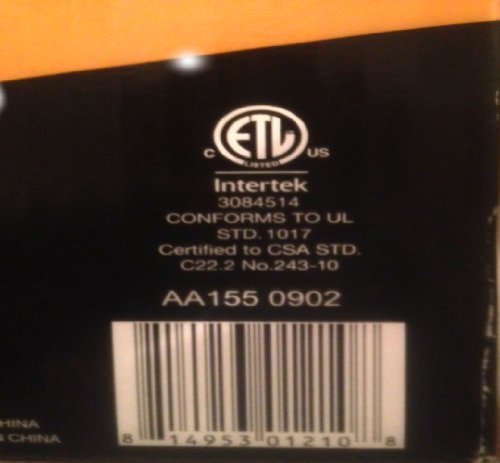 ETL
C US
LISTED
Intertek
3084514
CONFORMS TO UL
STD. 1017
Certified to CSA STD.
C22.2 No.243-10
AA155 0902
8 14953 01210 8
CHINA
CHINA